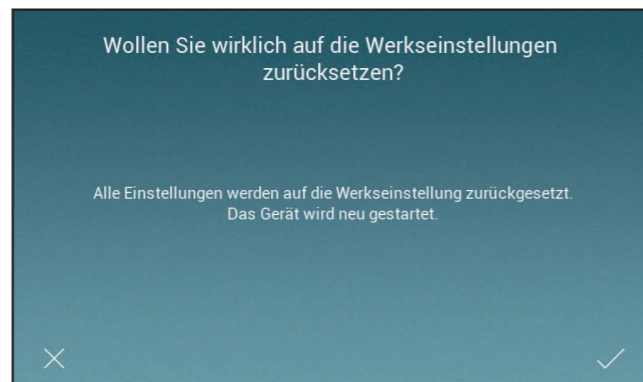 Wollen Sie wirklich auf die Werkseinstellungen
zurücksetzen?
Alle Einstellungen werden auf die Werkseinstellung zurückgesetzt.
Das Gerät wird neu gestartet.